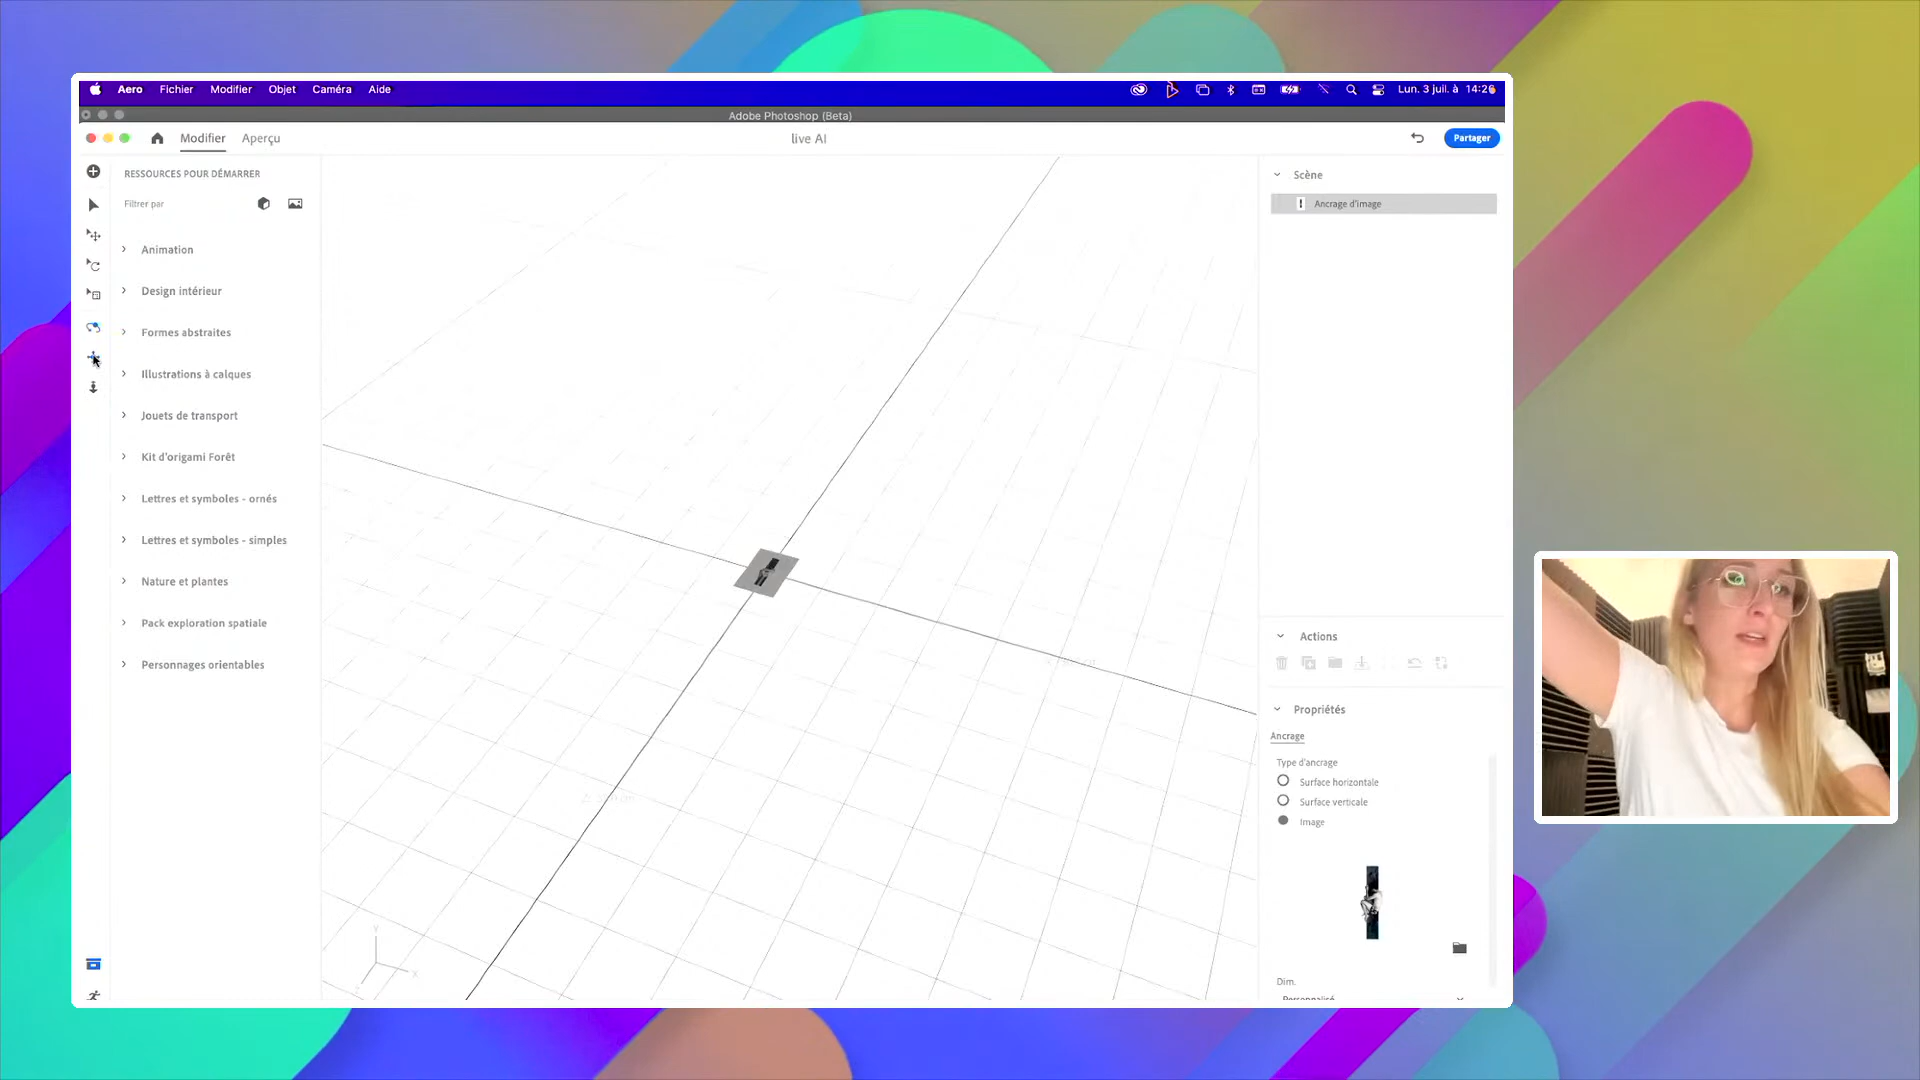 Aero Fichier Modifier Objet Caméra Aide Lun. 3 juil. à 14:26
Adobe Photoshop (Beta)
Modifier Aperçu live AI Partager
RESSOURCES POUR DÉMARRER
Filtrer par
Animation
Design intérieur
Formes abstraites
Illustrations à calques
Jouets de transport
Kit d'origami Forêt
Lettres et symboles - ornés
Lettres et symboles - simples
Nature et plantes
Pack exploration spatiale
Personnages orientables
Y
X
Z
Scène
Ancrage d'image
Actions
Propriétés
Ancrage
Type d'ancrage
Surface horizontale
Surface verticale
Image
Dim.
Personnalisé